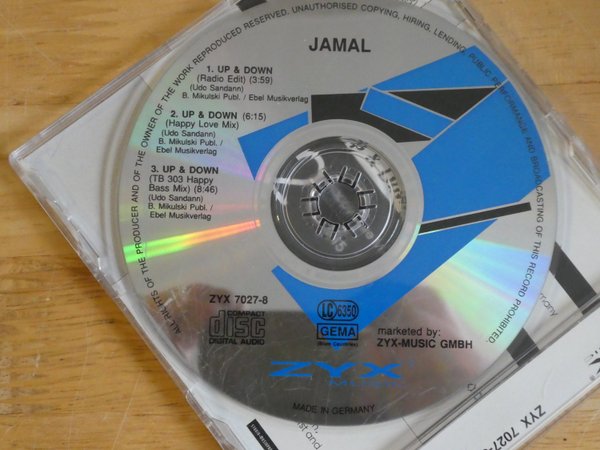 ALL RIGHTS OF THE PRODUCER AND OF THE OWNER OF THE WORK REPRODUCED RESERVED. UNAUTHORISED COPYING, HIRING, LENDING, PUBLIC PERFORMANCE AND BROADCASTING OF THIS RECORD PROHIBITED.
JAMAL
1. UP & DOWN
(Radio Edit) (3:59)
(Udo Sandann)
B. Mikulski Publ. / Ebel Musikverlag
2. UP & DOWN (6:15)
(Happy Love Mix)
(Udo Sandann)
B. Mikulski Publ. /
Ebel Musikverlag
3. UP & DOWN
(TB 303 Happy
Bass Mix) (8:46)
(Udo Sandann)
B. Mikulski Publ. /
Ebel Musikverlag
ZYX 7027-8
COMPACT
disc
DIGITAL AUDIO
LC 6350
GEMA
(Biem Countries)
marketed by:
ZYX-MUSIC GMBH
ZYX
MUSIC
MADE IN GERMANY
many
ZYX 7027-